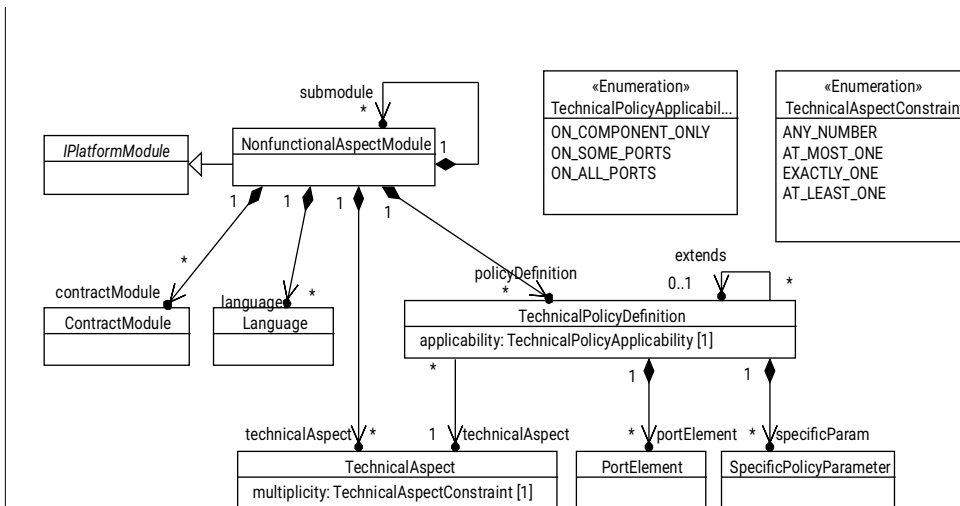 «Enumeration»
TechnicalPolicyApplicabil...
ON_COMPONENT_ONLY
ON_SOME_PORTS
ON_ALL_PORTS
«Enumeration»
TechnicalAspectConstraint
ANY_NUMBER
AT_MOST_ONE
EXACTLY_ONE
AT_LEAST_ONE
submodule
*
IPlatformModule
NonfunctionalAspectModule
1
1
1
1
1
*
contractModule
ContractModule
language
*
Language
policyDefinition
*
extends
0..1
*
TechnicalPolicyDefinition
applicability: TechnicalPolicyApplicability [1]
*
1
1
technicalAspect
*
1
technicalAspect
*
portElement
*
specificParam
TechnicalAspect
multiplicity: TechnicalAspectConstraint [1]
PortElement
SpecificPolicyParameter